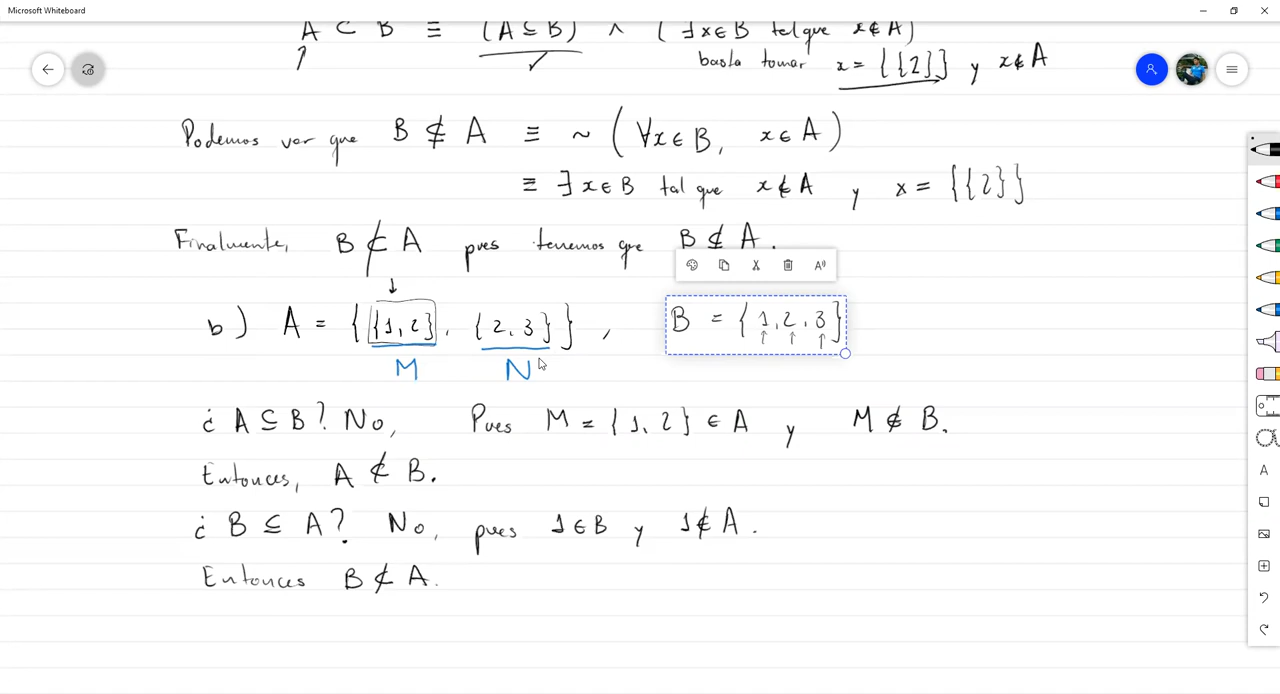 Microsoft Whiteboard
A ⊂ B ≡ (A ⊆ B) ∧ (∃x∈B tal que x∉A)
basta tomar x = {{2}} y x∉A
Podemos ver que B ⊈ A ≡ ~ (∀x∈B, x∈A)
≡ ∃x∈B tal que x∉A y x = {{2}}
Finalmente, B ⊄ A pues tenemos que B ⊈ A.
b) A = {{1,2}, {2,3}}, B = {1,2,3}
M N
¿A ⊆ B? No, Pues M = {1,2} ∈ A y M ∉ B.
Entonces, A ⊄ B.
¿B ⊆ A? No, pues 1∈B y 1∉A.
Entonces B ⊄ A.